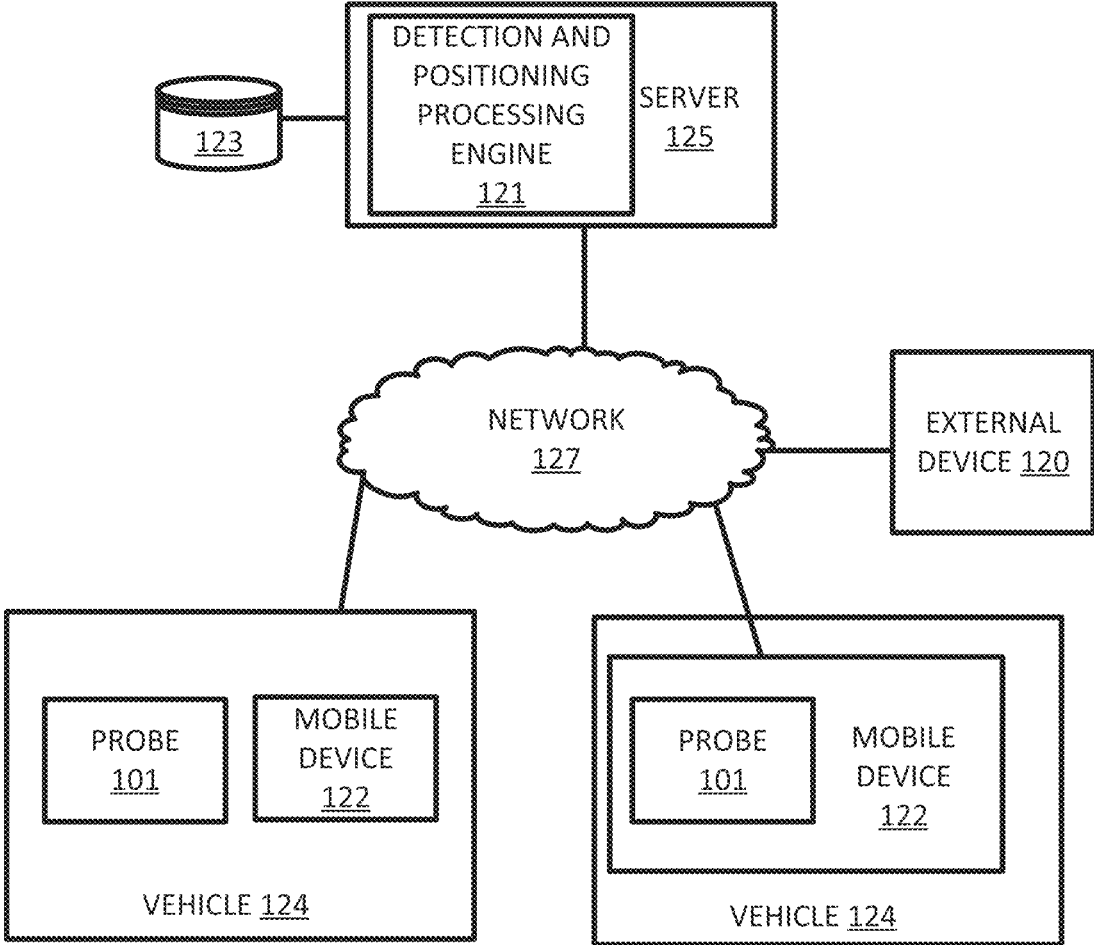 DETECTION AND
POSITIONING
PROCESSING
ENGINE
121
SERVER
125
123
NETWORK
127
EXTERNAL
DEVICE 120
PROBE
101
MOBILE
DEVICE
122
VEHICLE 124
PROBE
101
MOBILE
DEVICE
122
VEHICLE 124